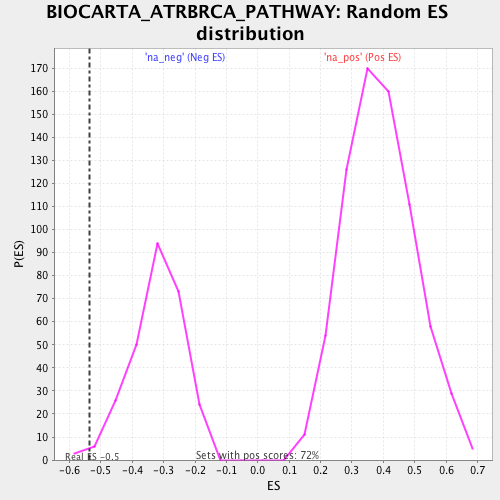 BIOCARTA_ATRBRCA_PATHWAY: Random ES
distribution
'na_neg' (Neg ES)
'na_pos' (Pos ES)
170
160
150
140
130
120
110
100
90
80
70
60
50
40
30
20
10
0
P(ES)
Real ES -0.5
Sets with pos scores: 72%
-0.6 -0.5 -0.4 -0.3 -0.2 -0.1 0.0 0.1 0.2 0.3 0.4 0.5 0.6 0.7
ES